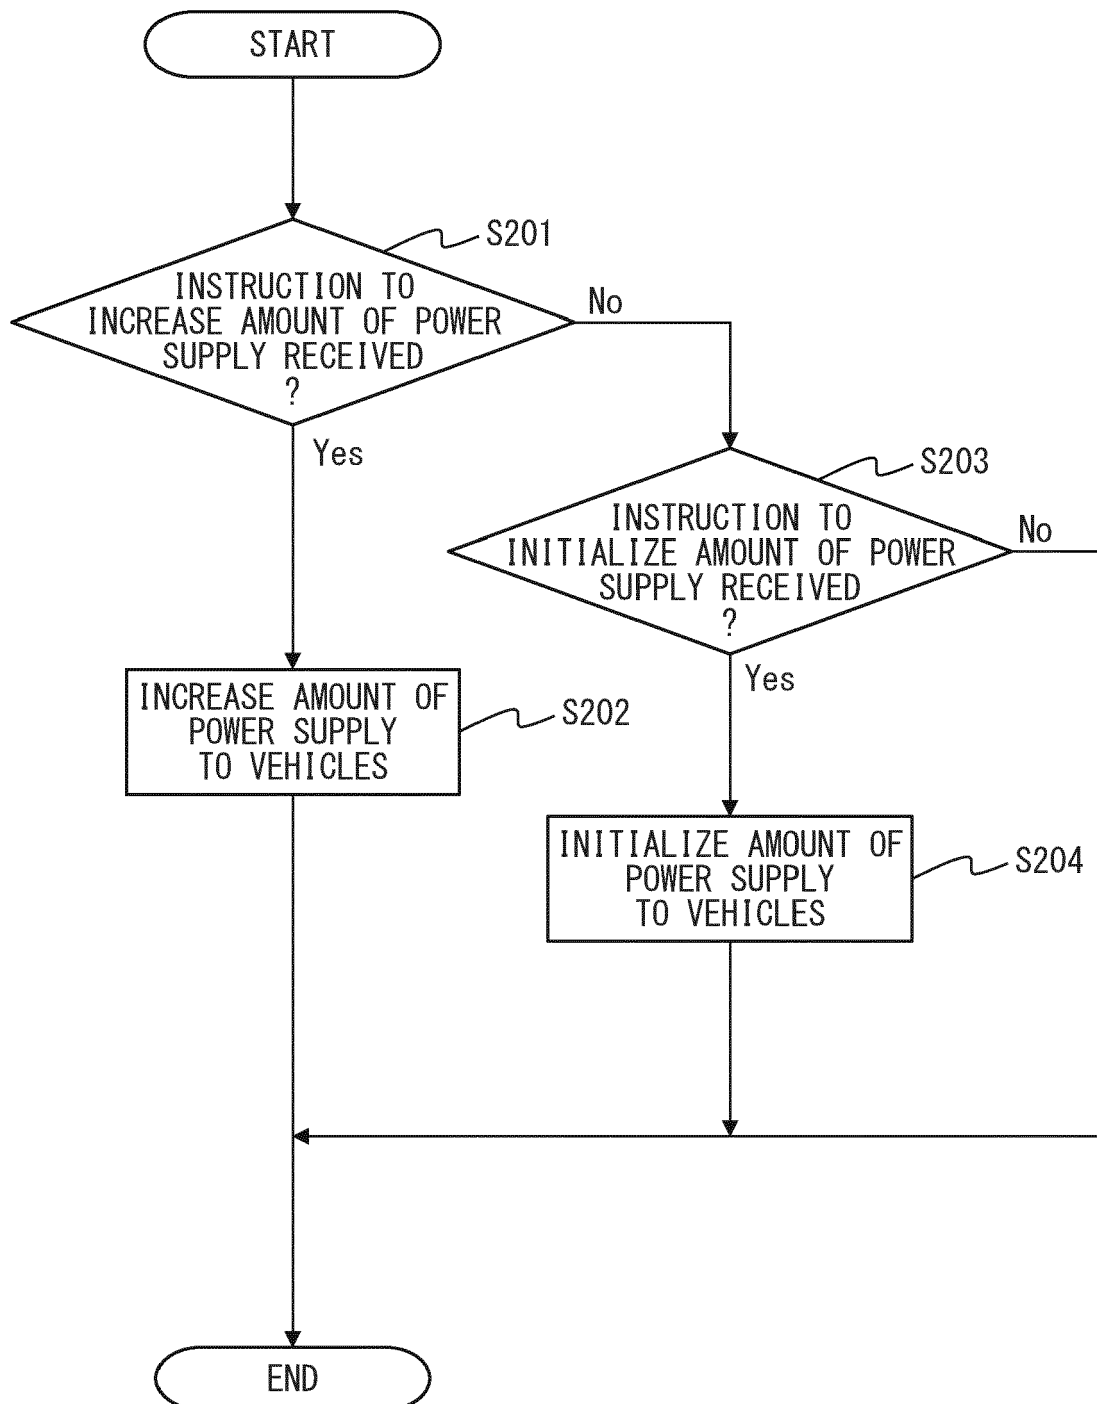 START
S201
INSTRUCTION TO
INCREASE AMOUNT OF POWER
SUPPLY RECEIVED
?
No
Yes
S203
INSTRUCTION TO
INITIALIZE AMOUNT OF POWER
SUPPLY RECEIVED
?
No
Yes
INCREASE AMOUNT OF
POWER SUPPLY
TO VEHICLES
S202
INITIALIZE AMOUNT OF
POWER SUPPLY
TO VEHICLES
S204
END